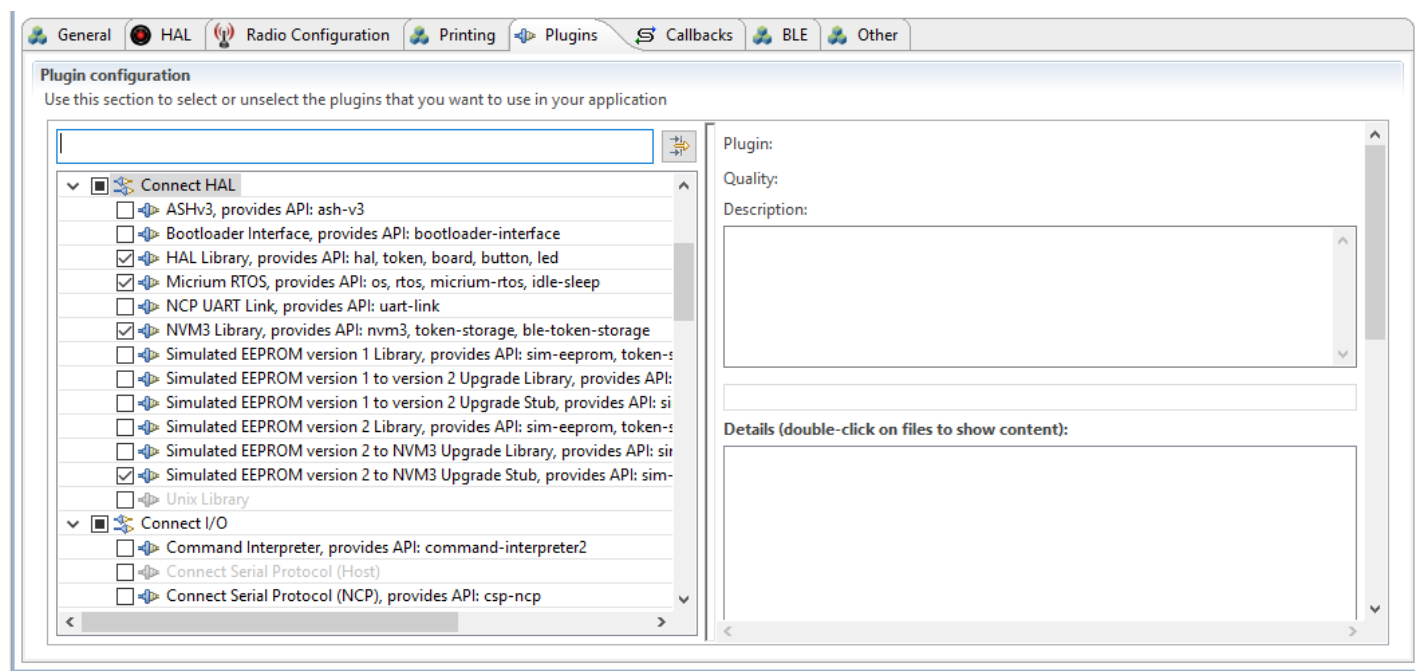 General HAL Radio Configuration Printing Plugins Callbacks BLE Other
Plugin configuration
Use this section to select or unselect the plugins that you want to use in your application
Connect HAL
ASHv3, provides API: ash-v3
Bootloader Interface, provides API: bootloader-interface
HAL Library, provides API: hal, token, board, button, led
Micrium RTOS, provides API: os, rtos, micrium-rtos, idle-sleep
NCP UART Link, provides API: uart-link
NVM3 Library, provides API: nvm3, token-storage, ble-token-storage
Simulated EEPROM version 1 Library, provides API: sim-eeprom, token-s
Simulated EEPROM version 1 to version 2 Upgrade Library, provides API:
Simulated EEPROM version 1 to version 2 Upgrade Stub, provides API: si
Simulated EEPROM version 2 Library, provides API: sim-eeprom, token-s
Simulated EEPROM version 2 to NVM3 Upgrade Library, provides API: sir
Simulated EEPROM version 2 to NVM3 Upgrade Stub, provides API: sim-
Unix Library
Connect I/O
Command Interpreter, provides API: command-interpreter2
Connect Serial Protocol (Host)
Connect Serial Protocol (NCP), provides API: csp-ncp
Plugin:
Quality:
Description:
Details (double-click on files to show content):